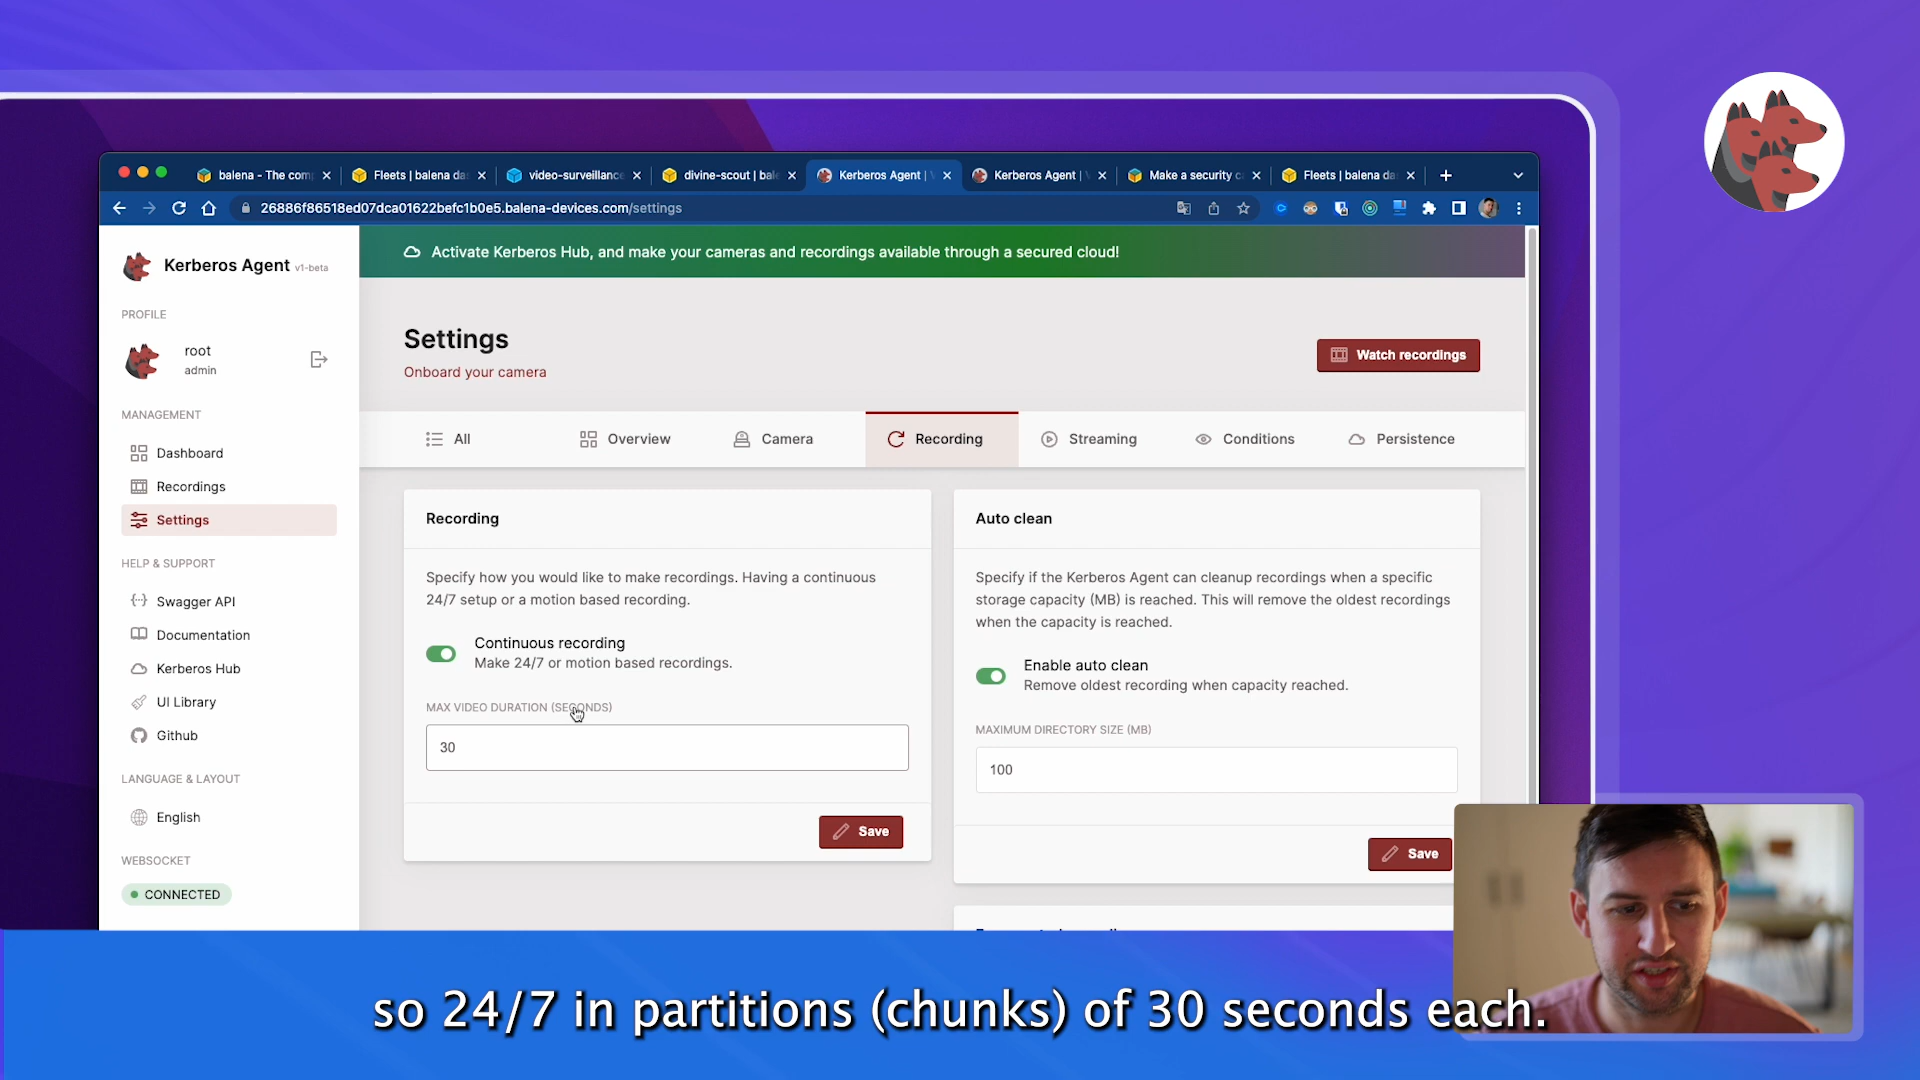 balena - The com
Fleets | balena da
video-surveillance
divine-scout | bal
Kerberos Agent |
Kerberos Agent |
Make a security c
Fleets | balena da
26886f86518ed07dca01622befc1b0e5.balena-devices.com/settings
Kerberos Agent v1-beta
Activate Kerberos Hub, and make your cameras and recordings available through a secured cloud!
PROFILE
root
admin
MANAGEMENT
Dashboard
Recordings
Settings
HELP & SUPPORT
Swagger API
Documentation
Kerberos Hub
UI Library
Github
LANGUAGE & LAYOUT
English
WEBSOCKET
CONNECTED
Settings
Onboard your camera
Watch recordings
All
Overview
Camera
Recording
Streaming
Conditions
Persistence
Recording
Specify how you would like to make recordings. Having a continuous
24/7 setup or a motion based recording.
Continuous recording
Make 24/7 or motion based recordings.
MAX VIDEO DURATION (SECONDS)
30
Save
Auto clean
Specify if the Kerberos Agent can cleanup recordings when a specific
storage capacity (MB) is reached. This will remove the oldest recordings
when the capacity is reached.
Enable auto clean
Remove oldest recording when capacity reached.
MAXIMUM DIRECTORY SIZE (MB)
100
Save
so 24/7 in partitions (chunks) of 30 seconds each.